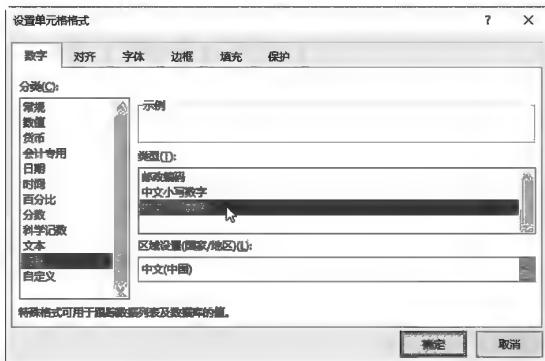 设置单元格格式 ? ×
数字 对齐 字体 边框 填充 保护
分类(C):
常规
数值
货币
会计专用
日期
时间
百分比
分数
科学记数
文本
自定义
示例
类型(T):
邮政编码
中文小写数字
区域设置(国家/地区)(L):
中文(中国)
特殊格式可用于跟踪数据列表及数据库的值。
确定 取消